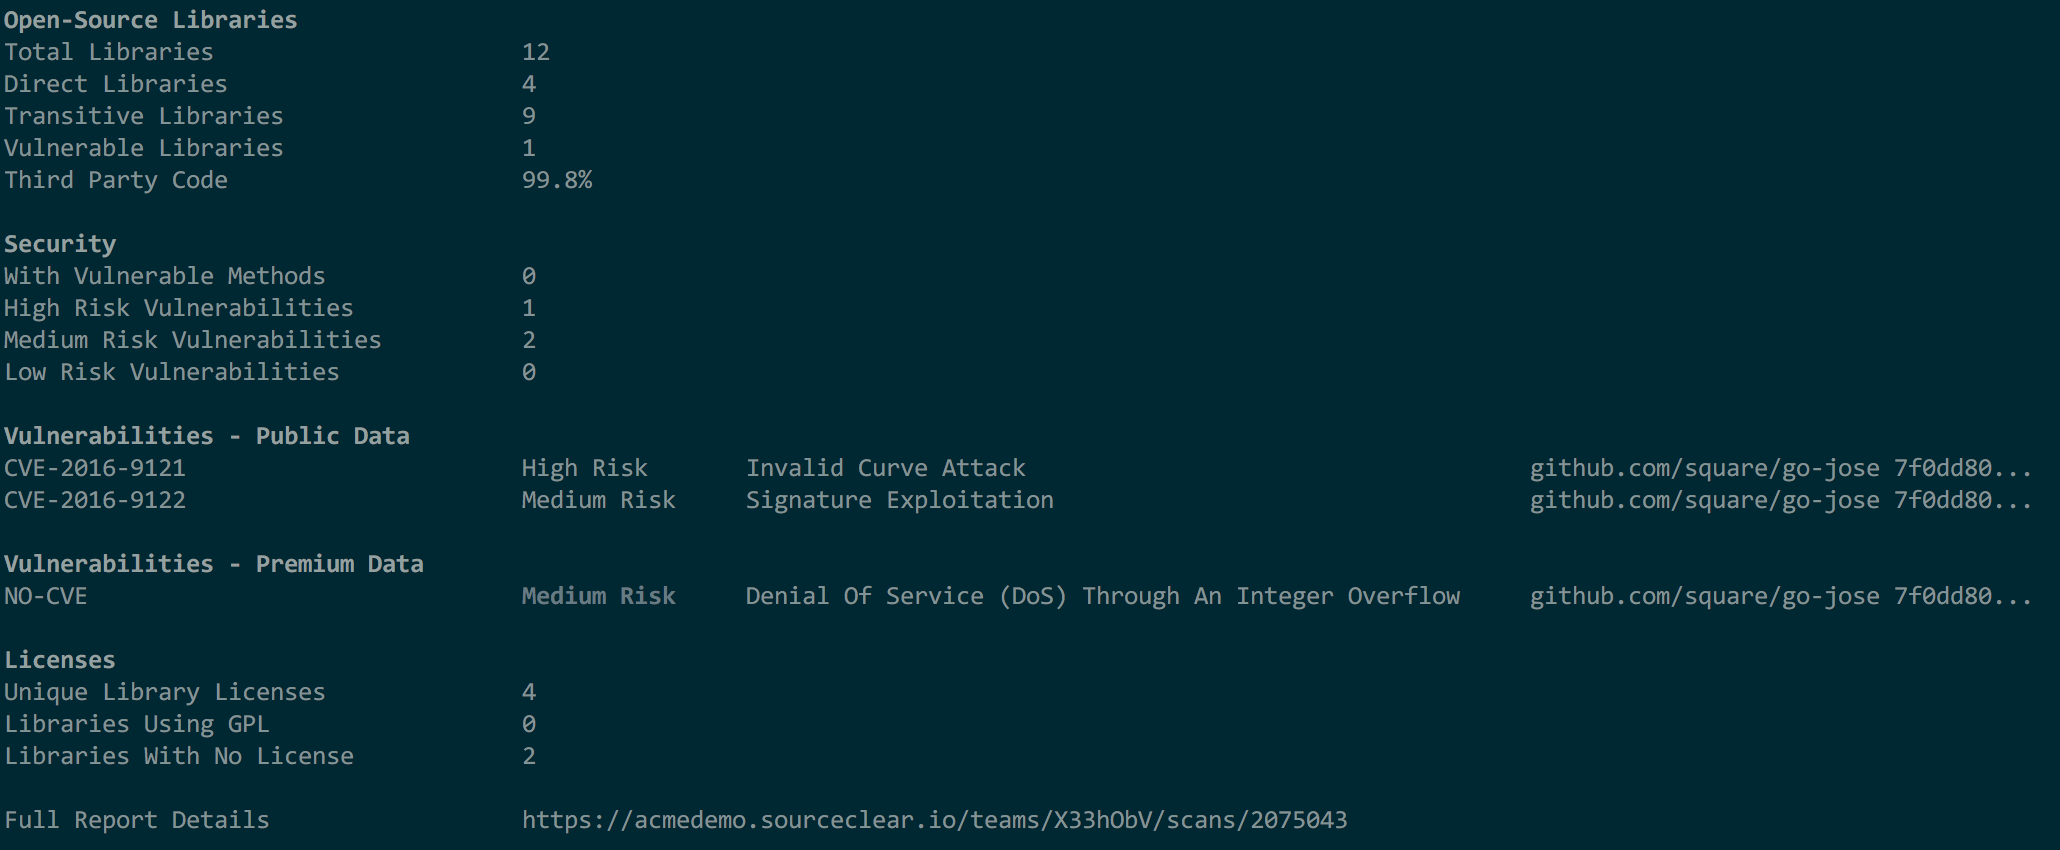 Open-Source Libraries
Total Libraries 12
Direct Libraries 4
Transitive Libraries 9
Vulnerable Libraries 1
Third Party Code 99.8%
Security
With Vulnerable Methods 0
High Risk Vulnerabilities 1
Medium Risk Vulnerabilities 2
Low Risk Vulnerabilities 0
Vulnerabilities - Public Data
CVE-2016-9121 High Risk Invalid Curve Attack github.com/square/go-jose 7f0dd80...
CVE-2016-9122 Medium Risk Signature Exploitation github.com/square/go-jose 7f0dd80...
Vulnerabilities - Premium Data
NO-CVE Medium Risk Denial Of Service (DoS) Through An Integer Overflow github.com/square/go-jose 7f0dd80...
Licenses
Unique Library Licenses 4
Libraries Using GPL 0
Libraries With No License 2
Full Report Details https://acmedemo.sourceclear.io/teams/X33hObV/scans/2075043